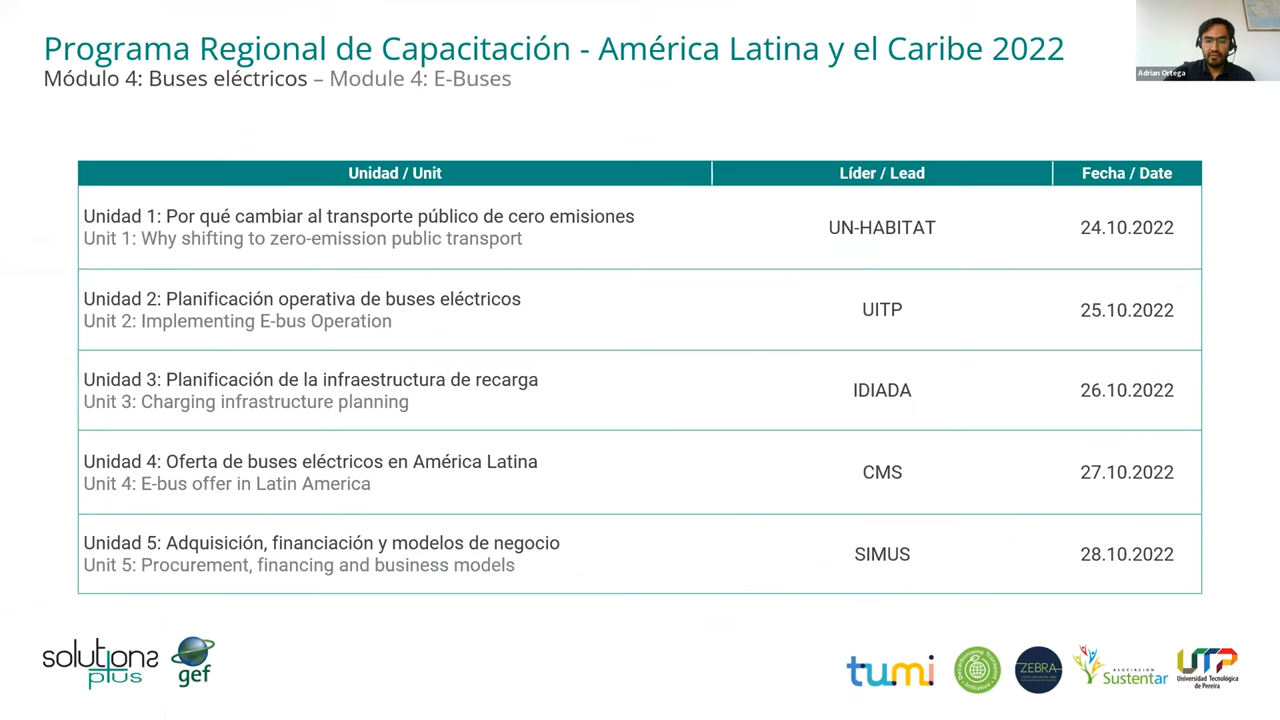 Programa Regional de Capacitación - América Latina y el Caribe 2022
Módulo 4: Buses eléctricos – Module 4: E-Buses
Adrian Ortega
Unidad / Unit
Líder / Lead
Fecha / Date
Unidad 1: Por qué cambiar al transporte público de cero emisiones
Unit 1: Why shifting to zero-emission public transport
UN-HABITAT
24.10.2022
Unidad 2: Planificación operativa de buses eléctricos
Unit 2: Implementing E-bus Operation
UITP
25.10.2022
Unidad 3: Planificación de la infraestructura de recarga
Unit 3: Charging infrastructure planning
IDIADA
26.10.2022
Unidad 4: Oferta de buses eléctricos en América Latina
Unit 4: E-bus offer in Latin America
CMS
27.10.2022
Unidad 5: Adquisición, financiación y modelos de negocio
Unit 5: Procurement, financing and business models
SIMUS
28.10.2022
solutions
plus
gef
tumi
Decarbonising Transport
Initiative
ZEBRA
ASOCIACIÓN
Sustentar
UTP
Universidad Tecnológica
de Pereira